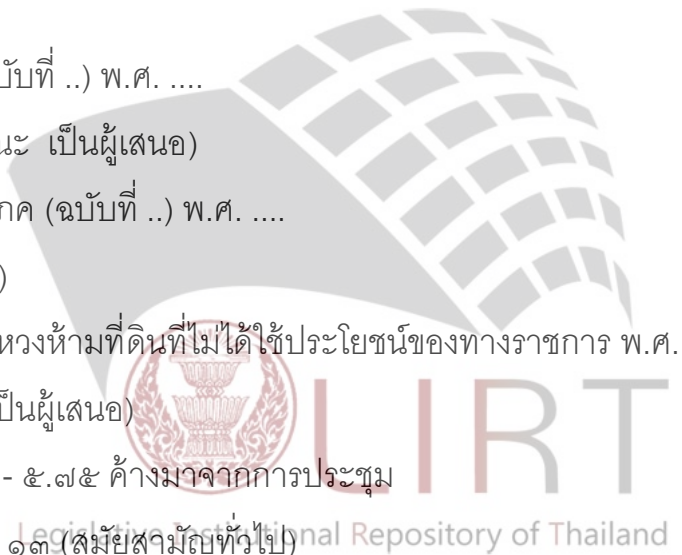 บับที่ ..) พ.ศ. ....
นะ เป็นผู้เสนอ)
ภค (ฉบับที่ ..) พ.ศ. ....
)
หวงห้ามที่ดินที่ไม่ได้ใช้ประโยชน์ของทางราชการ พ.ศ.
ป็นผู้เสนอ)
LIRT
- ๕.๗๕ ค้างมาจากการประชุม
๑๓ (สมัยสามัญทั่วไป)
Legislative Institutional Repository of Thailand